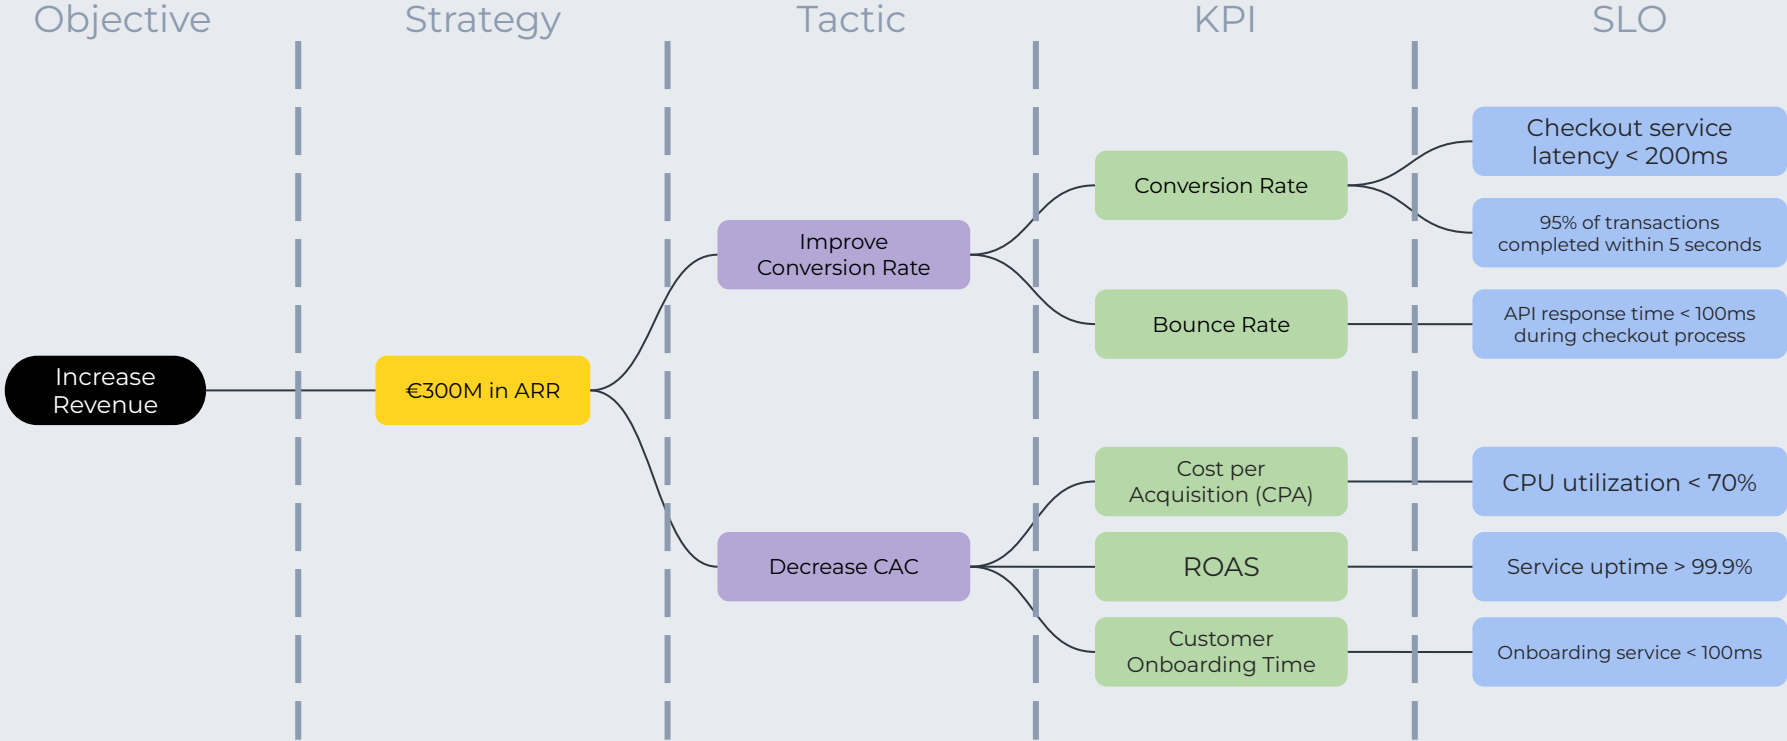 Objective
Strategy
Tactic
KPI
SLO
Increase
Revenue
€300M in ARR
Improve
Conversion Rate
Decrease CAC
Conversion Rate
Bounce Rate
Cost per
Acquisition (CPA)
ROAS
Customer
Onboarding Time
Checkout service
latency < 200ms
95% of transactions
completed within 5 seconds
API response time < 100ms
during checkout process
CPU utilization < 70%
Service uptime > 99.9%
Onboarding service < 100ms